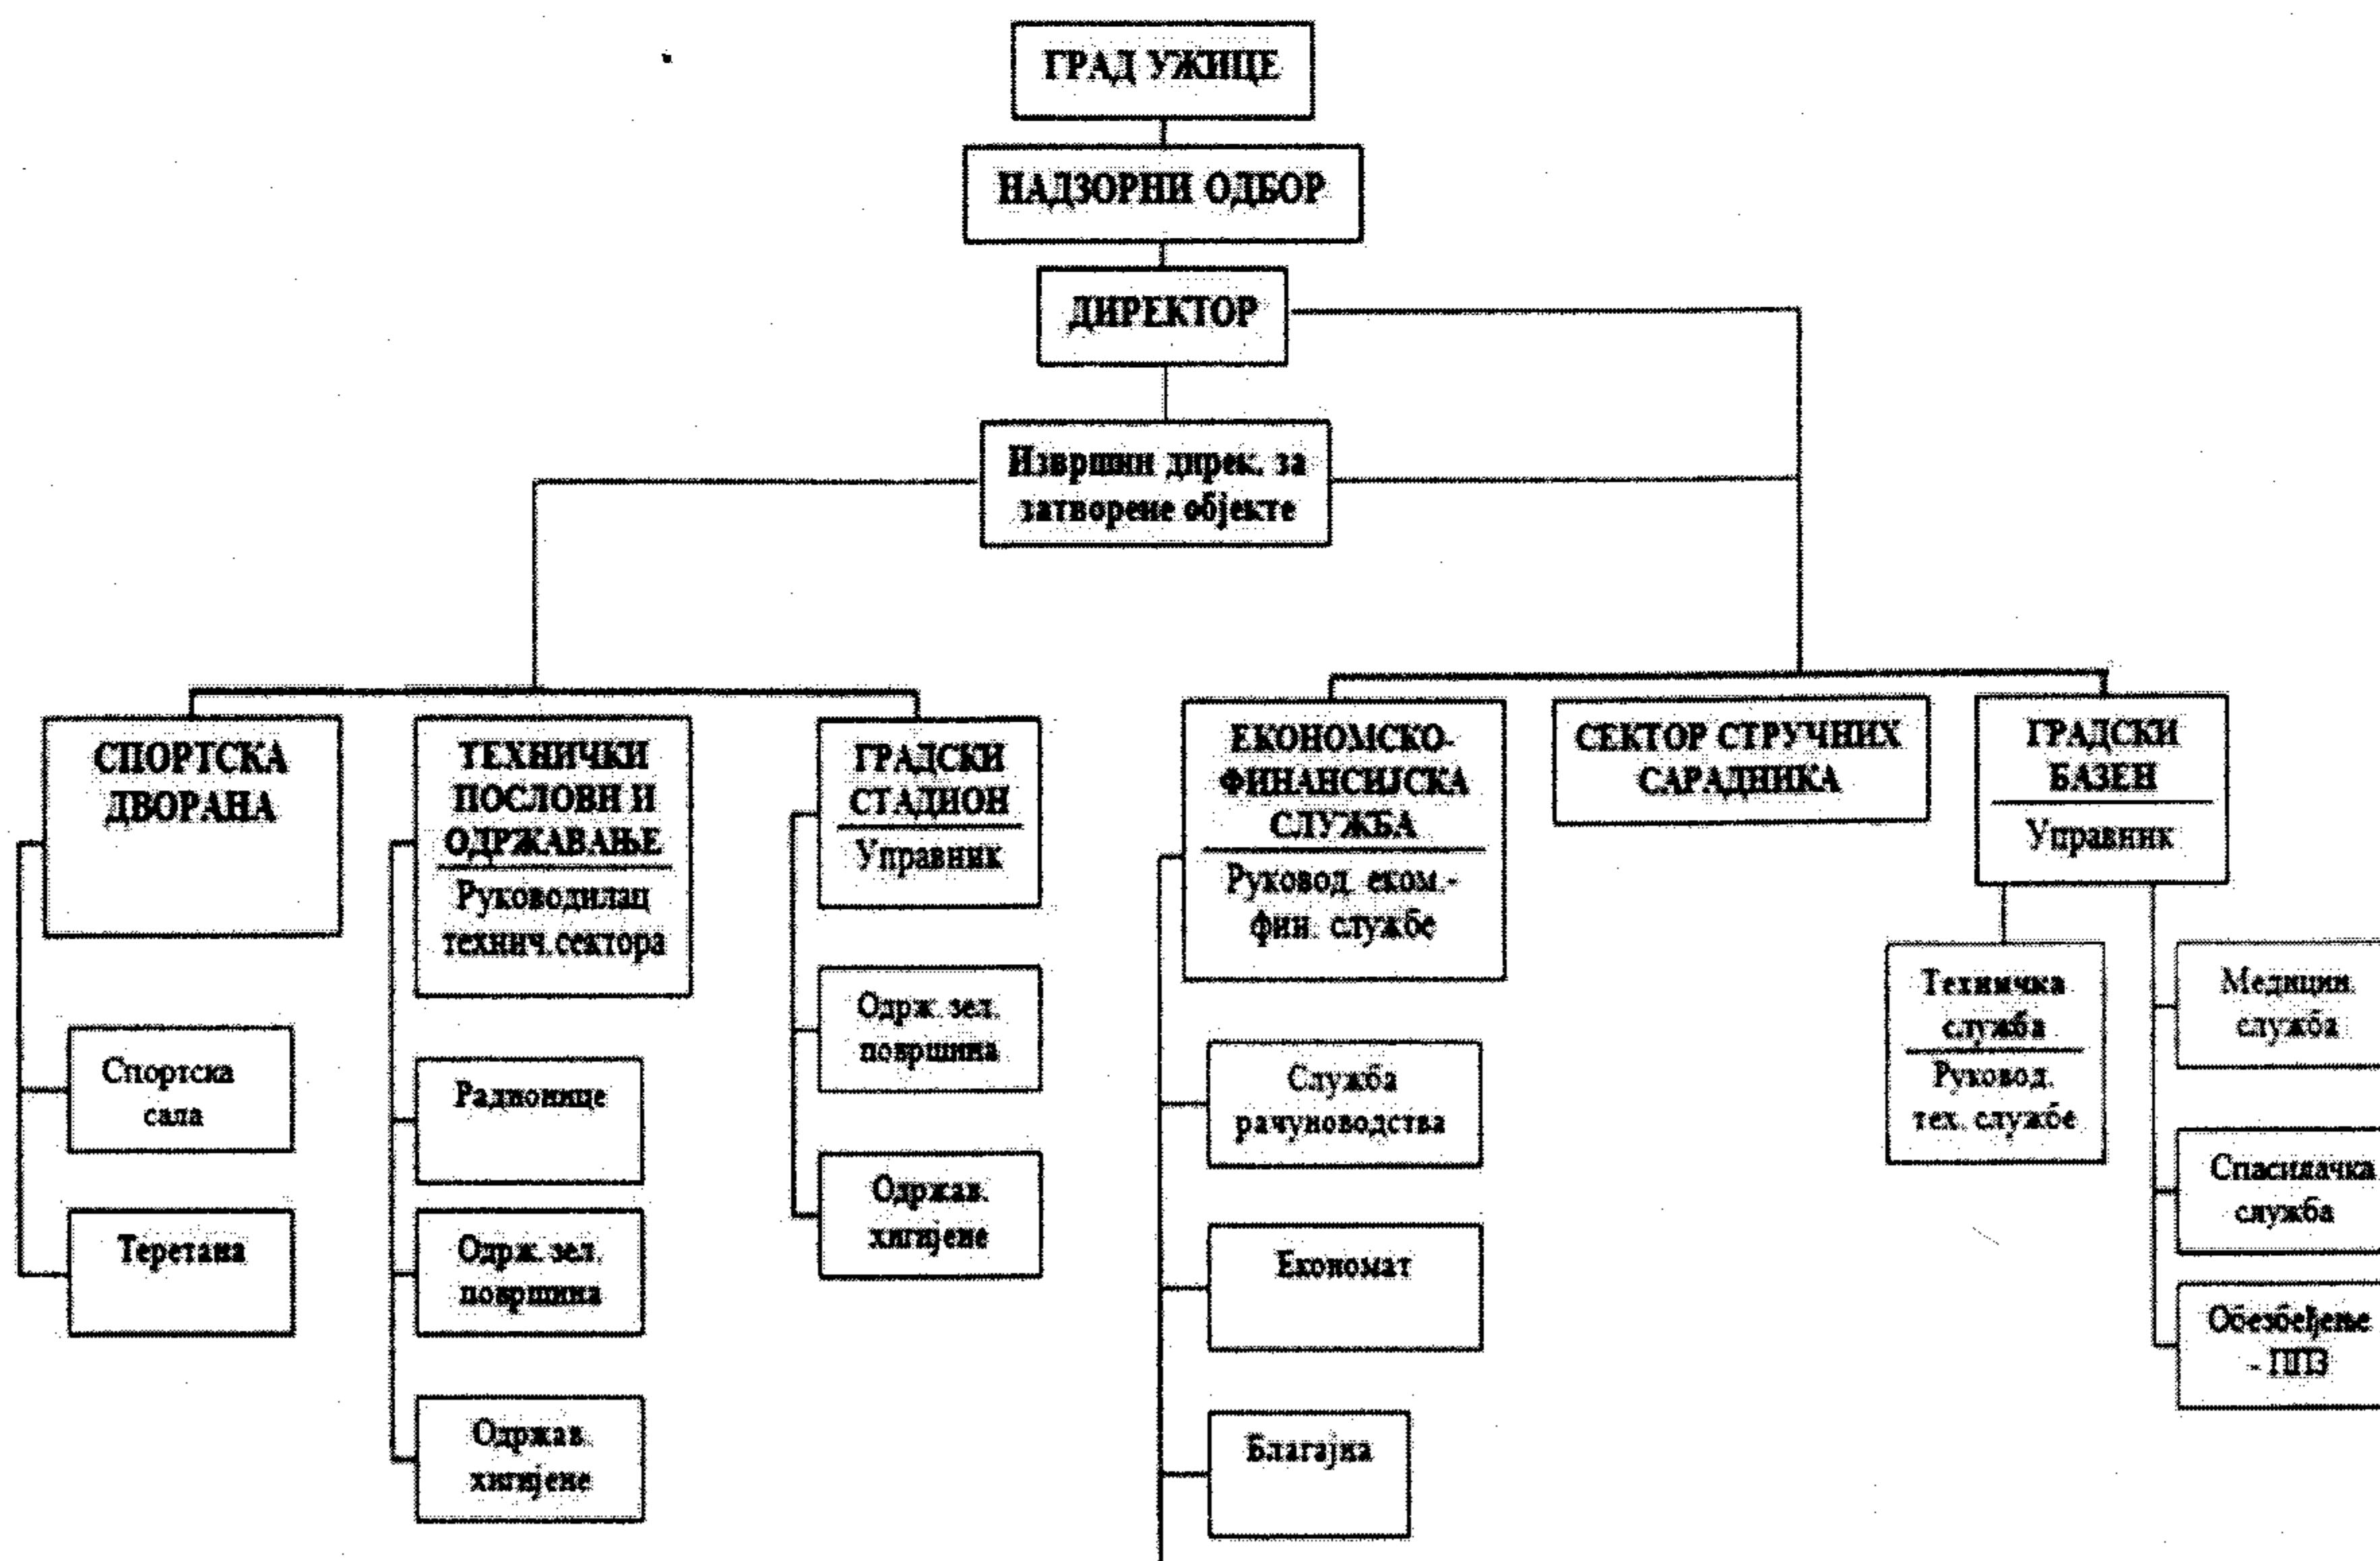 ГРАД УЖИЦЕ
НАДЗОРНИ ОДБОР
ДИРЕКТОР
Извршни дирек. за
затворене објекте
СПОРТСКА
ДВОРАНА
Спортска
сала
Теретана
ТЕХНИЧКИ
ПОСЛОВИ И
ОДРЖАВАЊЕ
Руководилац
технич.сектора
Радионице
Одрж. зел.
површина
Одржав.
хигијене
ГРАДСКИ
СТАДИОН
Управник
Одрж. зел.
површина
Одржав.
хигијене
ЕКОНОМСКО-
ФИНАНСИЈСКА
СЛУЖБА
Руковод. еком.-
фин. службе
Служба
рачуноводства
Економат
Благајна
СЕКТОР СТРУЧНИХ
САРАДНИКА
ГРАДСКИ
БАЗЕН
Управник
Техничка
служба
Руковод.
тех. службе
Медицин.
служба
Спасилачка
служба
Обезбеђење
- ППЗ